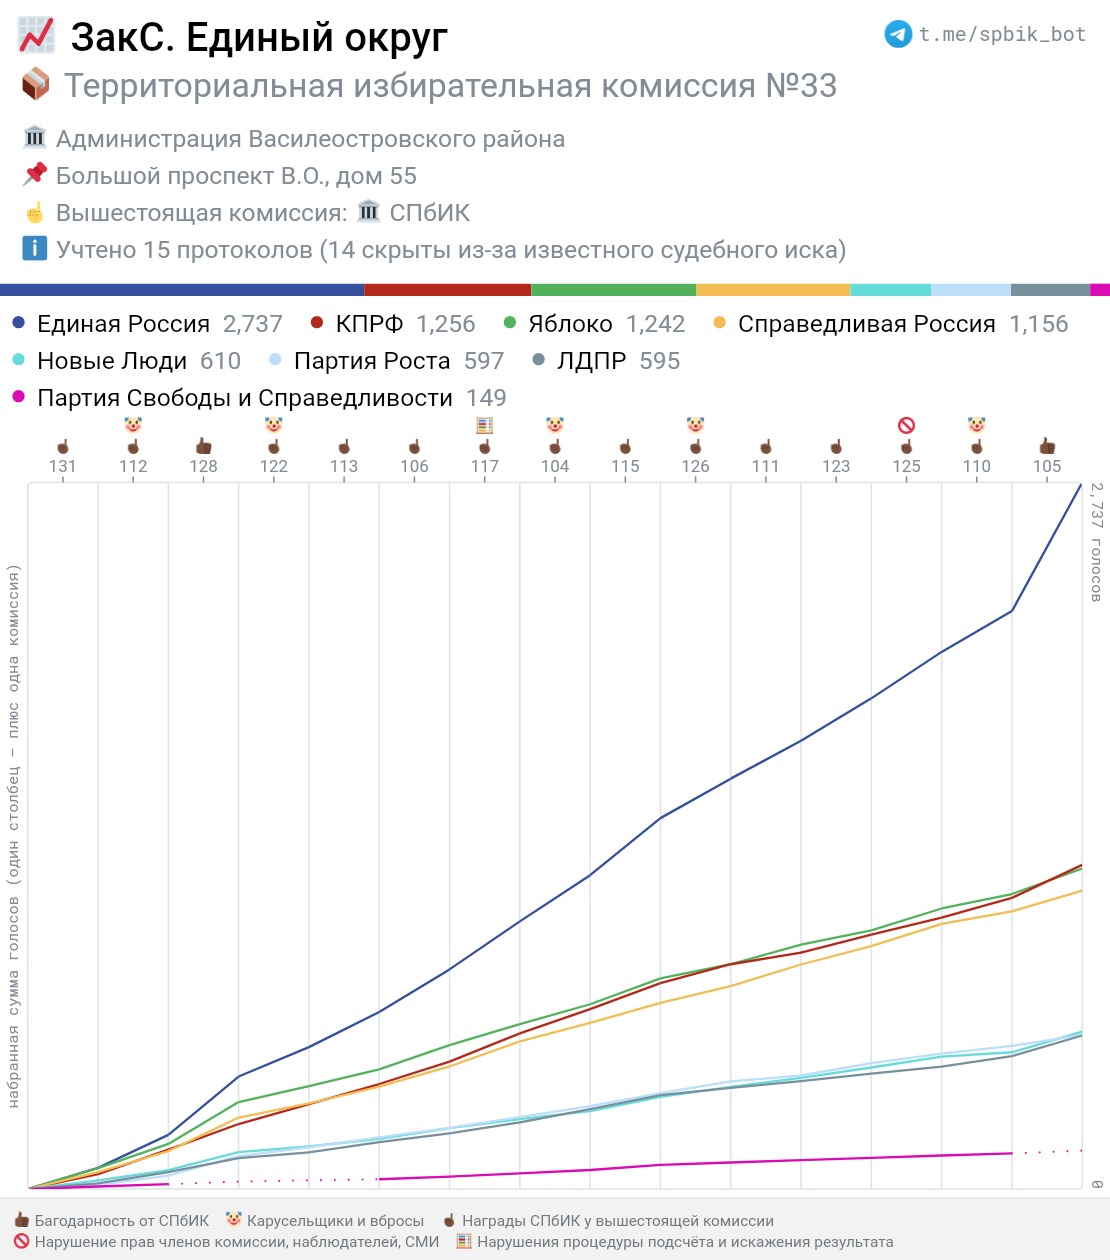 ЗакС. Единый округ
t.me/spbik_bot
Территориальная избирательная комиссия №33
Администрация Василеостровского района
Большой проспект В.О., дом 55
Вышестоящая комиссия: СПбИК
Учтено 15 протоколов (14 скрыты из-за известного судебного иска)
Единая Россия 2,737 КПРФ 1,256 Яблоко 1,242 Справедливая Россия 1,156
Новые Люди 610 Партия Роста 597 ЛДПР 595
Партия Свободы и Справедливости 149
131 112 128 122 113 106 117 104 115 126 111 123 125 110 105
2,737 голосов
набранная сумма голосов (один столбец — плюс одна комиссия)
0
Багодарность от СПбИК Карусельщики и вбросы Награды СПбИК у вышестоящей комиссии
Нарушение прав членов комиссии, наблюдателей, СМИ Нарушения процедуры подсчёта и искажения результата